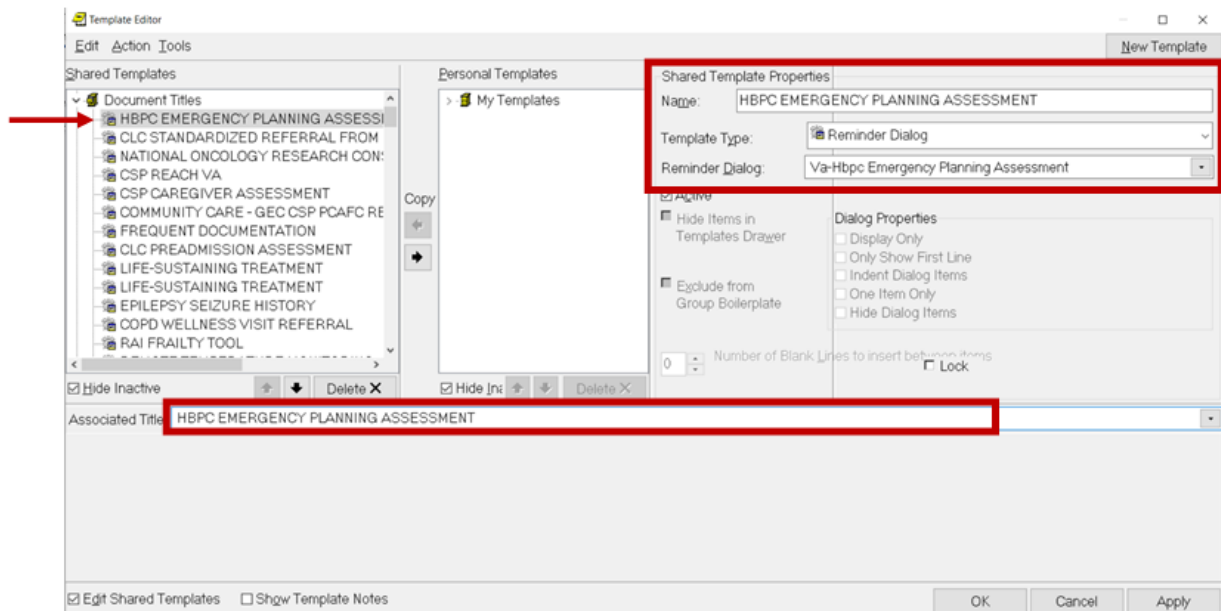 Template Editor
Edit Action Tools
New Template
Shared Templates
Document Titles
HBPC EMERGENCY PLANNING ASSESSI
CLC STANDARDIZED REFERRAL FROM
NATIONAL ONCOLOGY RESEARCH CON
CSP REACH VA
CSP CAREGIVER ASSESSMENT
COMMUNITY CARE - GEC CSP PCAFC RE
FREQUENT DOCUMENTATION
CLC PREADMISSION ASSESSMENT
LIFE-SUSTAINING TREATMENT
LIFE-SUSTAINING TREATMENT
EPILEPSY SEIZURE HISTORY
COPD WELLNESS VISIT REFERRAL
RAI FRAILTY TOOL
Hide Inactive
Delete X
Copy
Personal Templates
My Templates
Hide Ina
Delete X
Shared Template Properties
Name: HBPC EMERGENCY PLANNING ASSESSMENT
Template Type: Reminder Dialog
Reminder Dialog: Va-Hbpc Emergency Planning Assessment
Active
Hide Items in
Templates Drawer
Exclude from
Group Boilerplate
Dialog Properties
Display Only
Only Show First Line
Indent Dialog Items
One Item Only
Hide Dialog Items
0 Number of Blank Lines to insert between items
Lock
Associated Title HBPC EMERGENCY PLANNING ASSESSMENT
Edit Shared Templates Show Template Notes
OK Cancel Apply